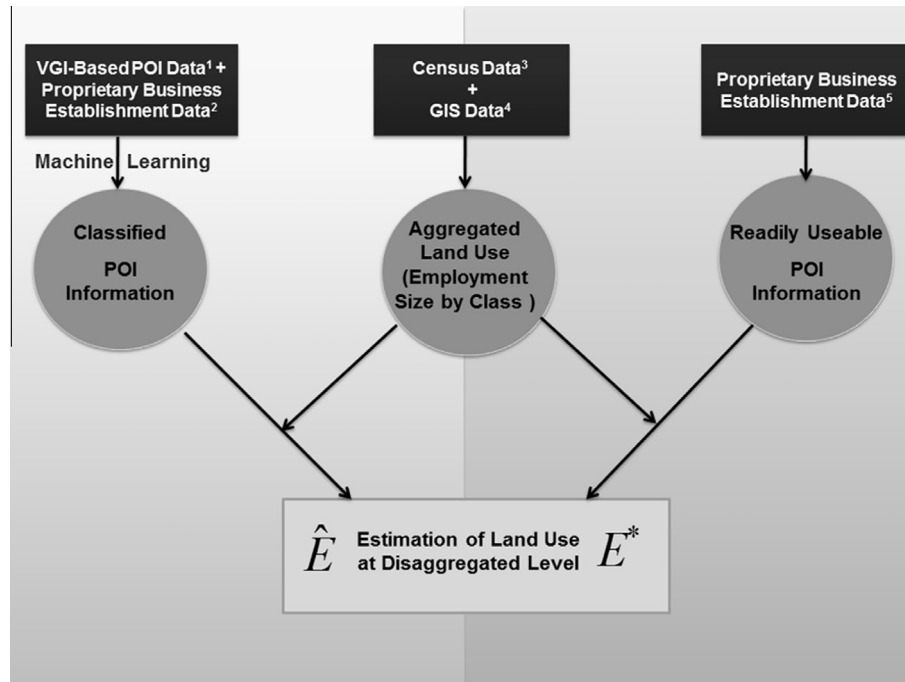 VGI-Based POI Data¹ +
Proprietary Business
Establishment Data²
Census Data³
+
GIS Data⁴
Proprietary Business
Establishment Data⁵
Machine Learning
Classified
POI
Information
Aggregated
Land Use
(Employment
Size by Class )
Readily Useable
POI
Information
Ê Estimation of Land Use E*
at Disaggregated Level